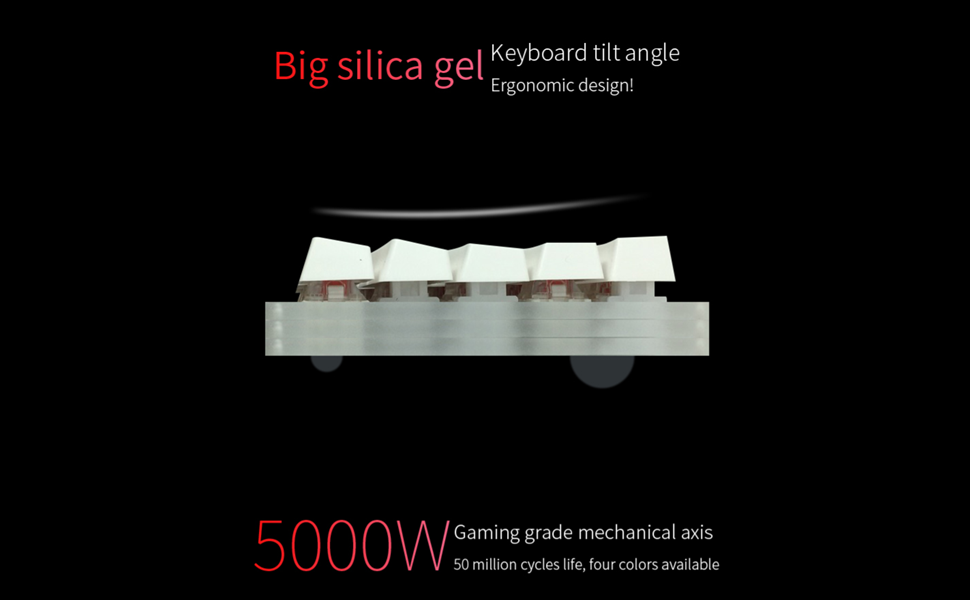 Big silica gel
Keyboard tilt angle
Ergonomic design!
5000W
Gaming grade mechanical axis
50 million cycles life, four colors available